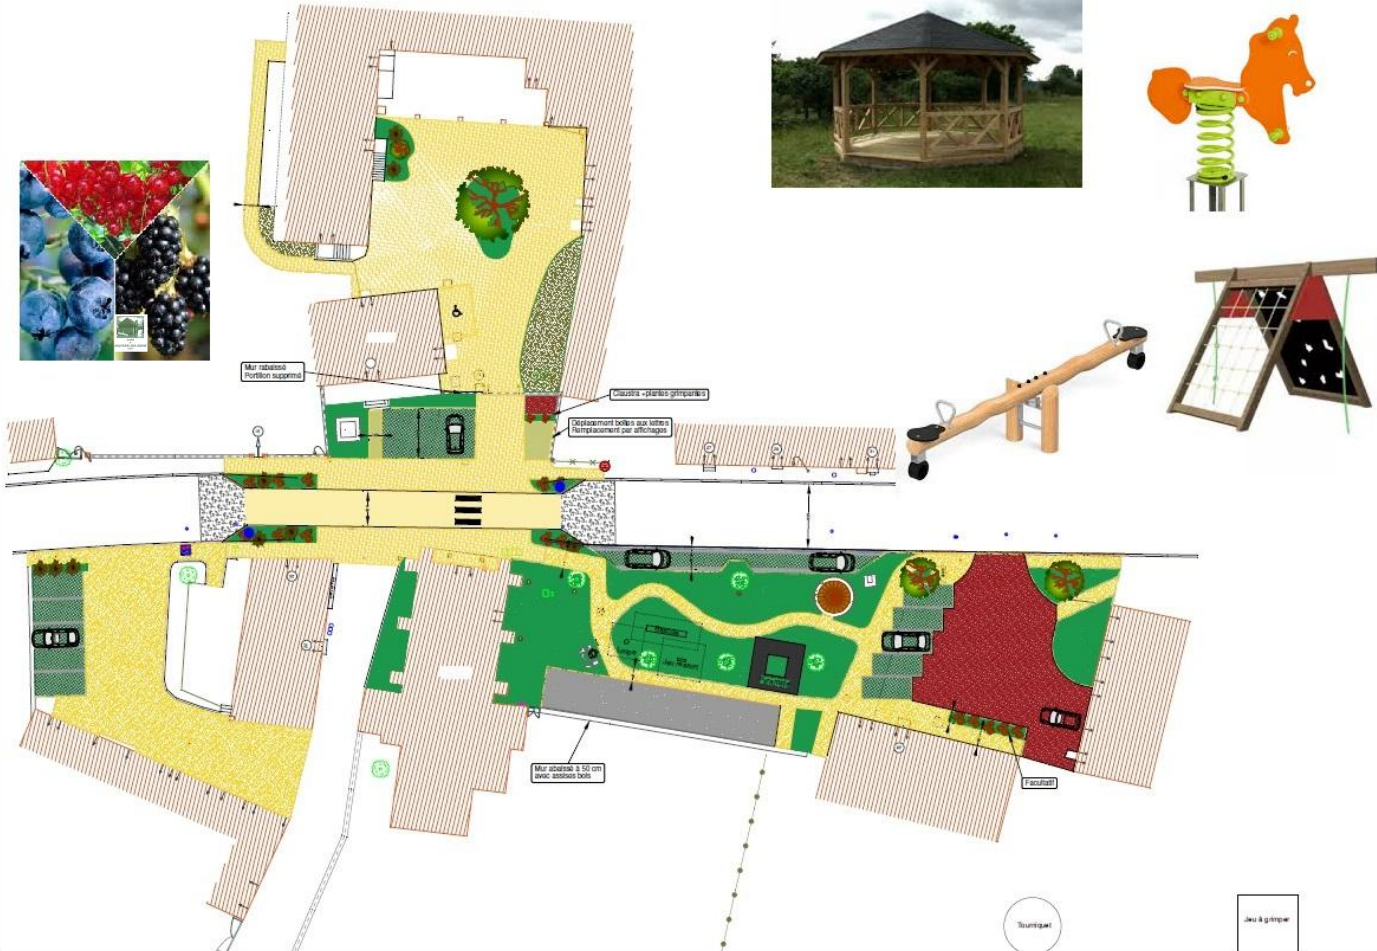 Mur rabaissé
Portillon supprimé
Claustra +plantes grimpantes
Déplacement boîtes aux lettres
Remplacement par affichages
Mur abaissé à 50 cm
avec assises bois
Facultatif
Tourniquet
Jeu à grimper